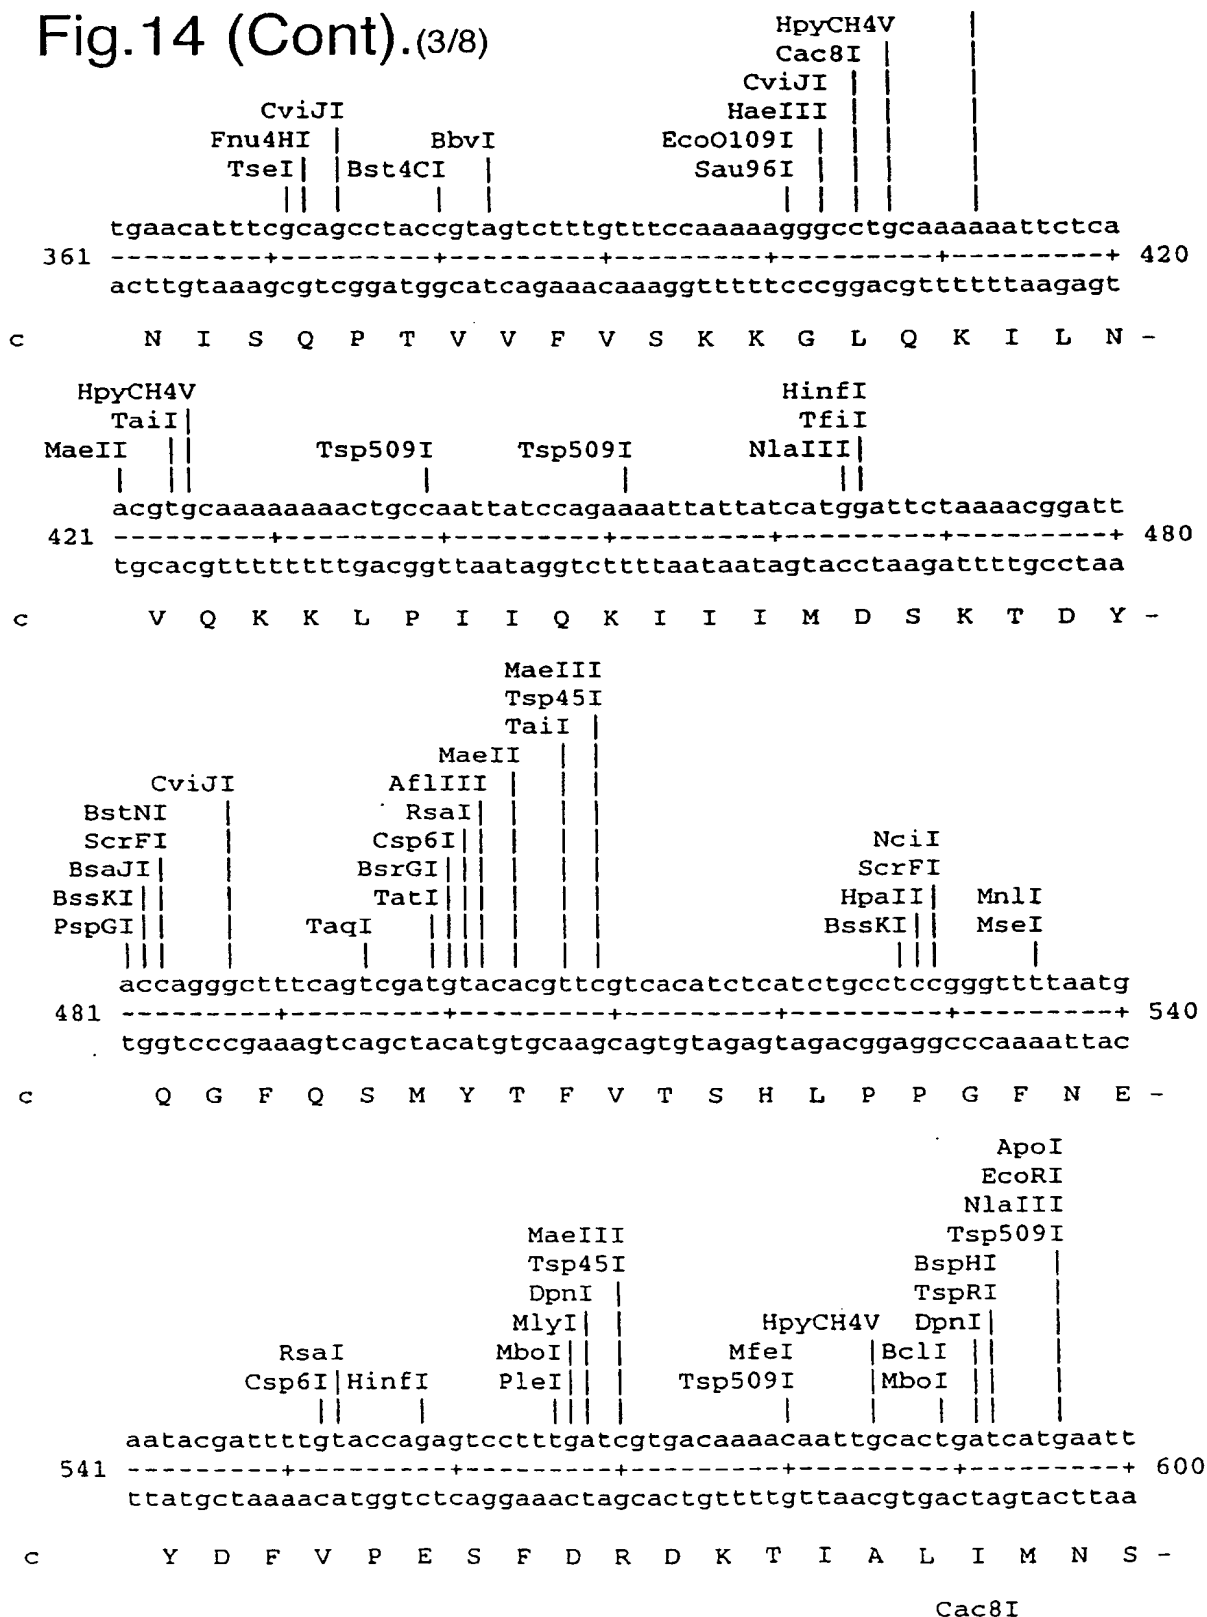 Fig.14 (Cont).(3/8)
HpyCH4V |
Cac8I | |
CviJI | | |
CviJI HaeIII | | | |
Fnu4HI | BbvI EcoO109I | | | |
TseI| |Bst4CI | Sau96I | | | |
|| | | | | | | | |
tgaacatttcgcagcctaccgtagtctttgtttccaaaaagggcctgcaaaaaattctca
361 ---------+---------+---------+---------+---------+---------+ 420
acttgtaaagcgtcggatggcatcagaaacaaaggtttttcccggacgttttttaagagt
c N I S Q P T V V F V S K K G L Q K I L N -
HpyCH4V HinfI
TaiI| TfiI
MaeII || Tsp509I Tsp509I NlaIII|
| || | | ||
acgtgcaaaaaaaactgccaattatccagaaaattattatcatggattctaaaacggatt
421 ---------+---------+---------+---------+---------+---------+ 480
tgcacgtttttttttgacggttaataggtcttttaataatagtacctaagattttgcctaa
c V Q K K L P I I Q K I I I M D S K T D Y -
MaeIII
Tsp45I
TaiI |
MaeII | |
CviJI AflIII | | |
BstNI | RsaI| | | |
ScrFI | Csp6I|| | | | NciI
BsaJI| | BsrGI||| | | | ScrFI
BssKI|| | TatI||| | | | HpaII| MnlI
PspGI|| | TaqI |||| | | | BssKI|| MseI
||| | | |||| | | | ||| |
accagggctttcagtcgatgtacacgttcgtcacatctcatctgcctccgggttttaatg
481 ---------+---------+---------+---------+---------+---------+ 540
tggtcccgaaagtcagctacatgtgcaagcagtgtagagtagacggaggcccaaaattac
c Q G F Q S M Y T F V T S H L P P G F N E -
ApoI
EcoRI
NlaIII
MaeIII Tsp509I
Tsp45I BspHI |
DpnI | TspRI |
MlyI| | HpyCH4V DpnI| |
RsaI MboI|| | MfeI |BclI || |
Csp6I|HinfI PleI|| | Tsp509I |MboI || |
|| | ||| | | | | || |
aatacgattttgtaccagagtcctttgatcgtgacaaaacaattgcactgatcatgaatt
541 ---------+---------+---------+---------+---------+---------+ 600
ttatgctaaaacatggtctcaggaaactagcactgttttgttaacgtgactagtacttaa
c Y D F V P E S F D R D K T I A L I M N S -
Cac8I